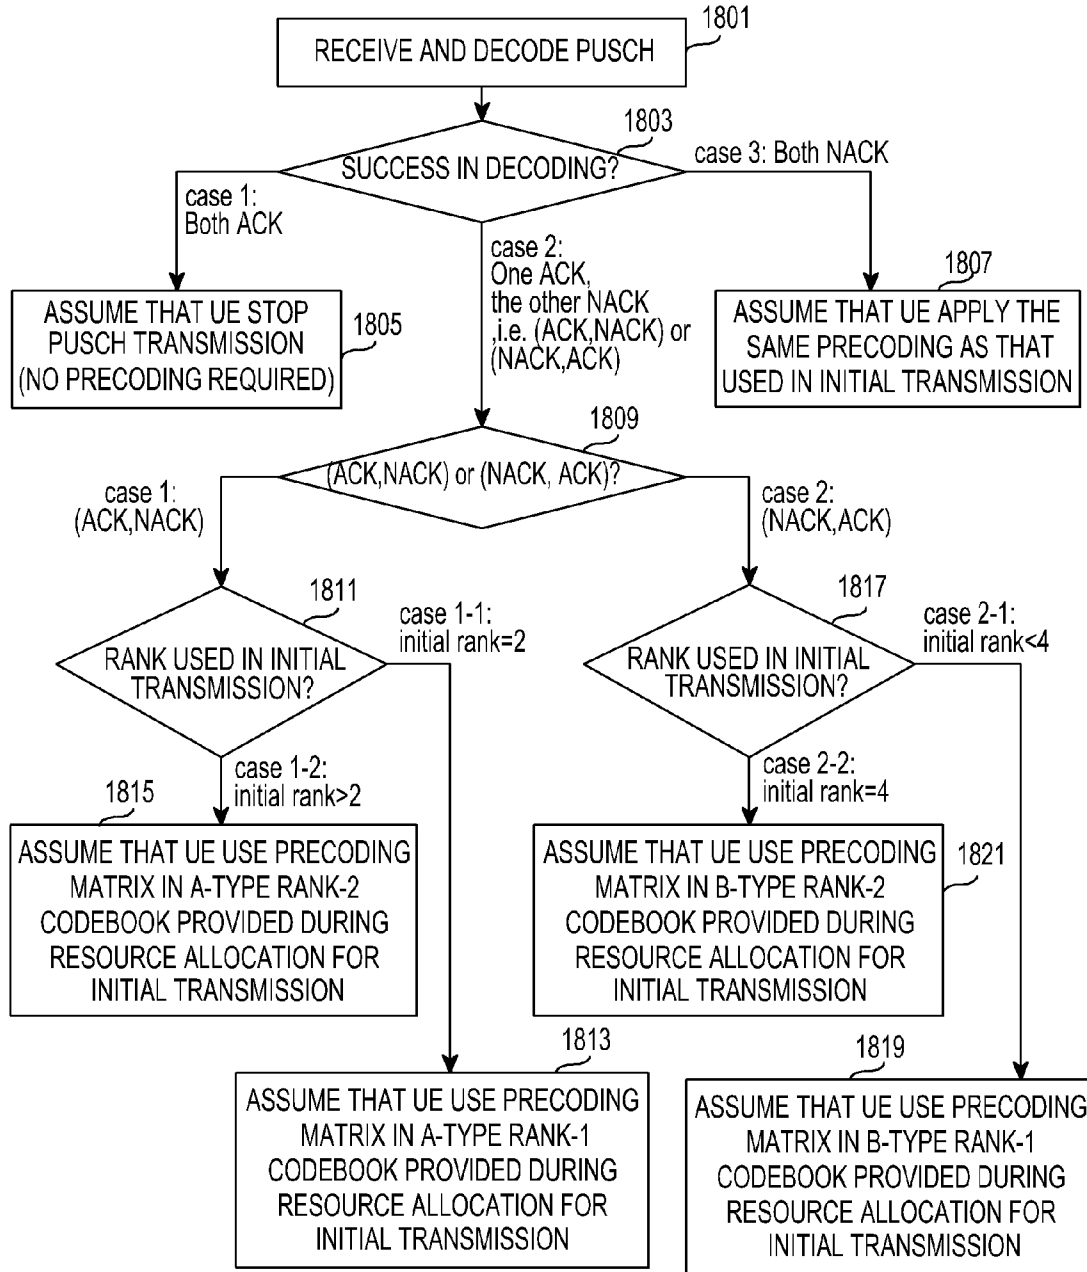 1801
RECEIVE AND DECODE PUSCH
1803
SUCCESS IN DECODING?
case 3: Both NACK
case 1:
Both ACK
case 2:
One ACK,
the other NACK
,i.e. (ACK,NACK) or
(NACK,ACK)
ASSUME THAT UE STOP
PUSCH TRANSMISSION
(NO PRECODING REQUIRED)
1805
1807
ASSUME THAT UE APPLY THE
SAME PRECODING AS THAT
USED IN INITIAL TRANSMISSION
1809
(ACK,NACK) or (NACK, ACK)?
case 1:
(ACK,NACK)
case 2:
(NACK,ACK)
1811
RANK USED IN INITIAL
TRANSMISSION?
case 1-1:
initial rank=2
case 1-2:
initial rank>2
1817
RANK USED IN INITIAL
TRANSMISSION?
case 2-1:
initial rank<4
case 2-2:
initial rank=4
1815
ASSUME THAT UE USE PRECODING
MATRIX IN A-TYPE RANK-2
CODEBOOK PROVIDED DURING
RESOURCE ALLOCATION FOR
INITIAL TRANSMISSION
ASSUME THAT UE USE PRECODING
MATRIX IN B-TYPE RANK-2
CODEBOOK PROVIDED DURING
RESOURCE ALLOCATION FOR
INITIAL TRANSMISSION
1821
1813
ASSUME THAT UE USE PRECODING
MATRIX IN A-TYPE RANK-1
CODEBOOK PROVIDED DURING
RESOURCE ALLOCATION FOR
INITIAL TRANSMISSION
1819
ASSUME THAT UE USE PRECODING
MATRIX IN B-TYPE RANK-1
CODEBOOK PROVIDED DURING
RESOURCE ALLOCATION FOR
INITIAL TRANSMISSION